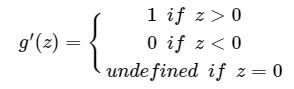 1 if z > 0
g′(z) = { 0 if z < 0
undefined if z = 0